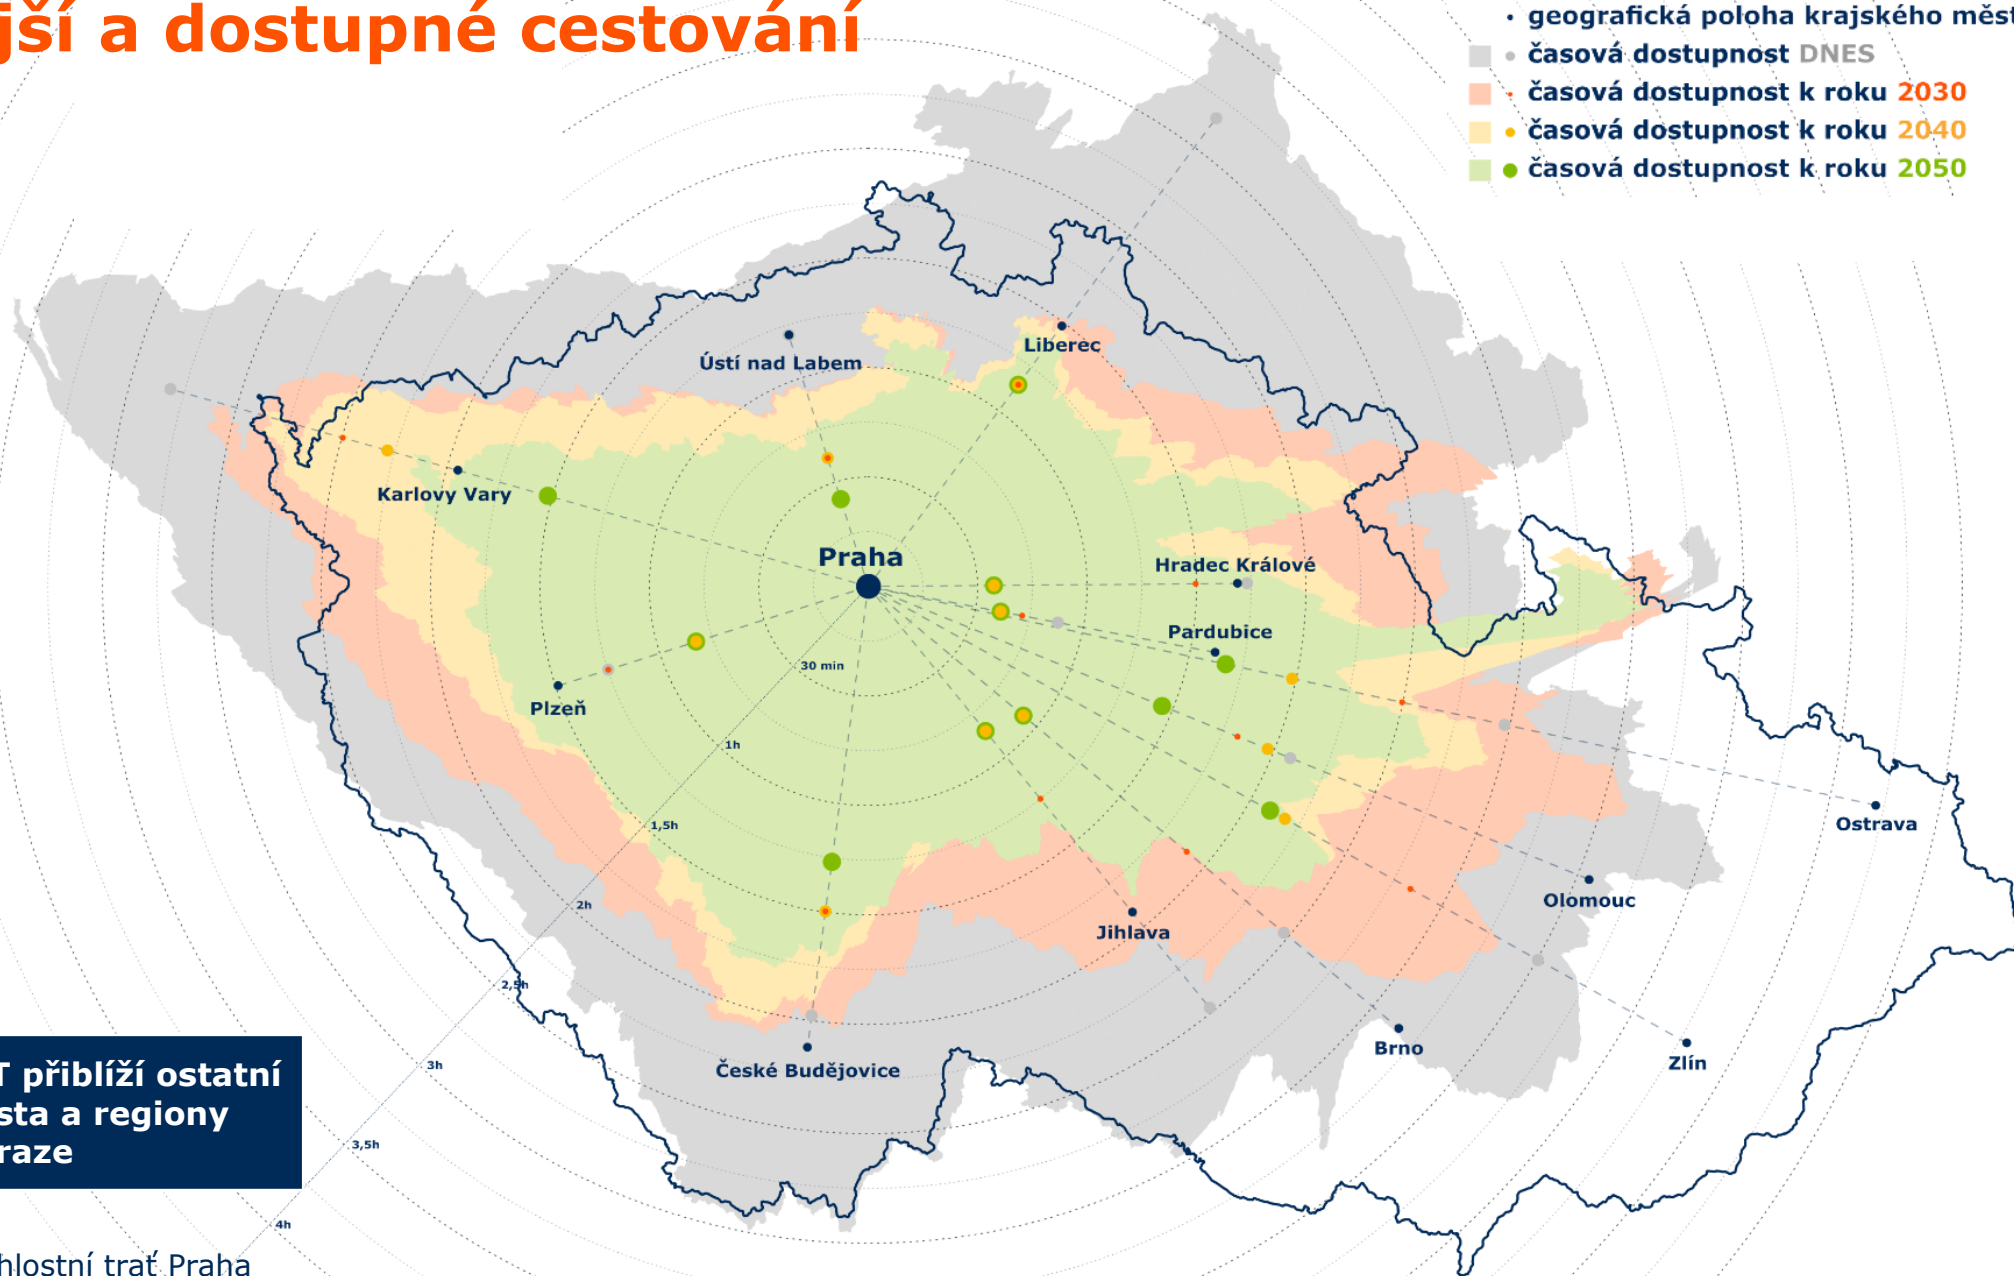 jší a dostupné cestování
geografická poloha krajského měst
časová dostupnost DNES
časová dostupnost k roku 2030
časová dostupnost k roku 2040
časová dostupnost k roku 2050
Liberec
Ústí nad Labem
Karlovy Vary
Praha
Hradec Králové
Pardubice
30 min
Plzeň
1h
1,5h
Ostrava
Olomouc
2h
Jihlava
2,5h
Brno
Zlín
České Budějovice
3h
T přiblíží ostatní
sta a regiony
raze
3,5h
4h
hlostní trať Praha